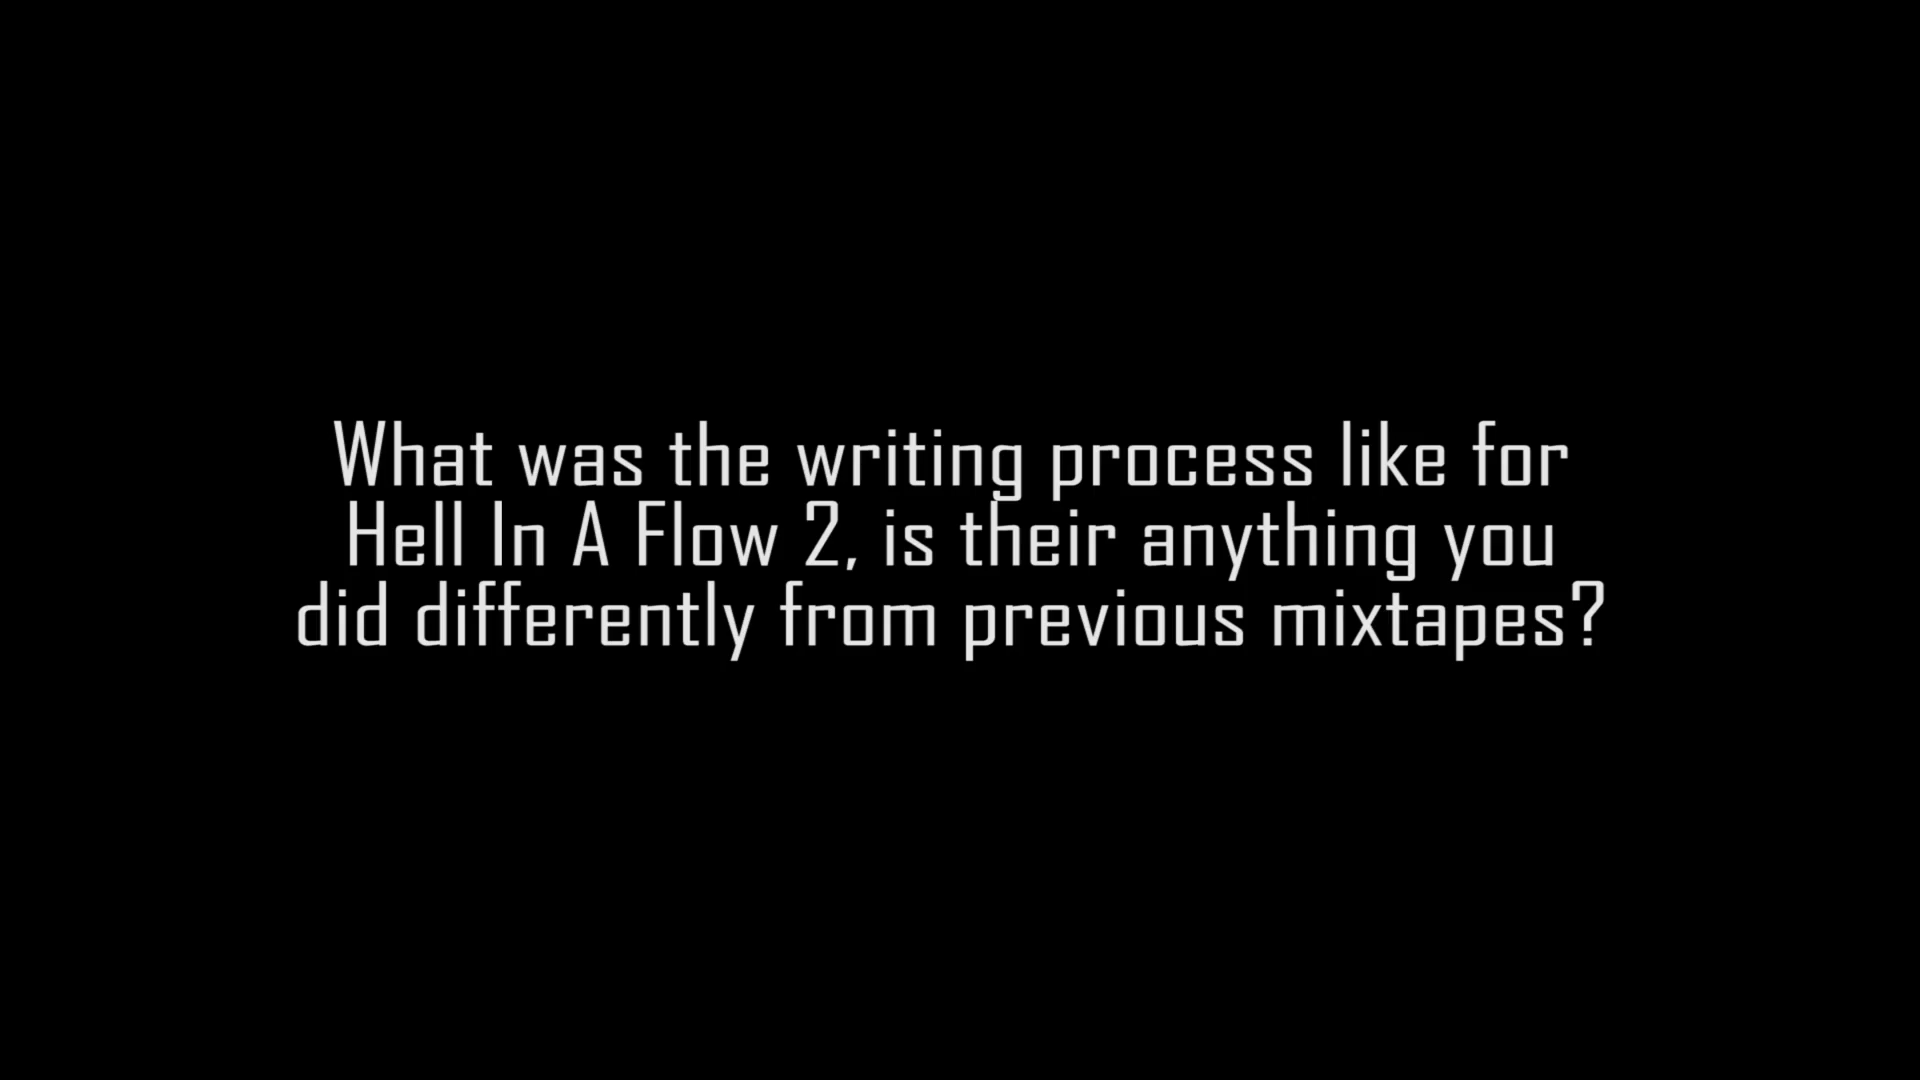 What was the writing process like for
Hell In A Flow 2, is their anything you
did differently from previous mixtapes?